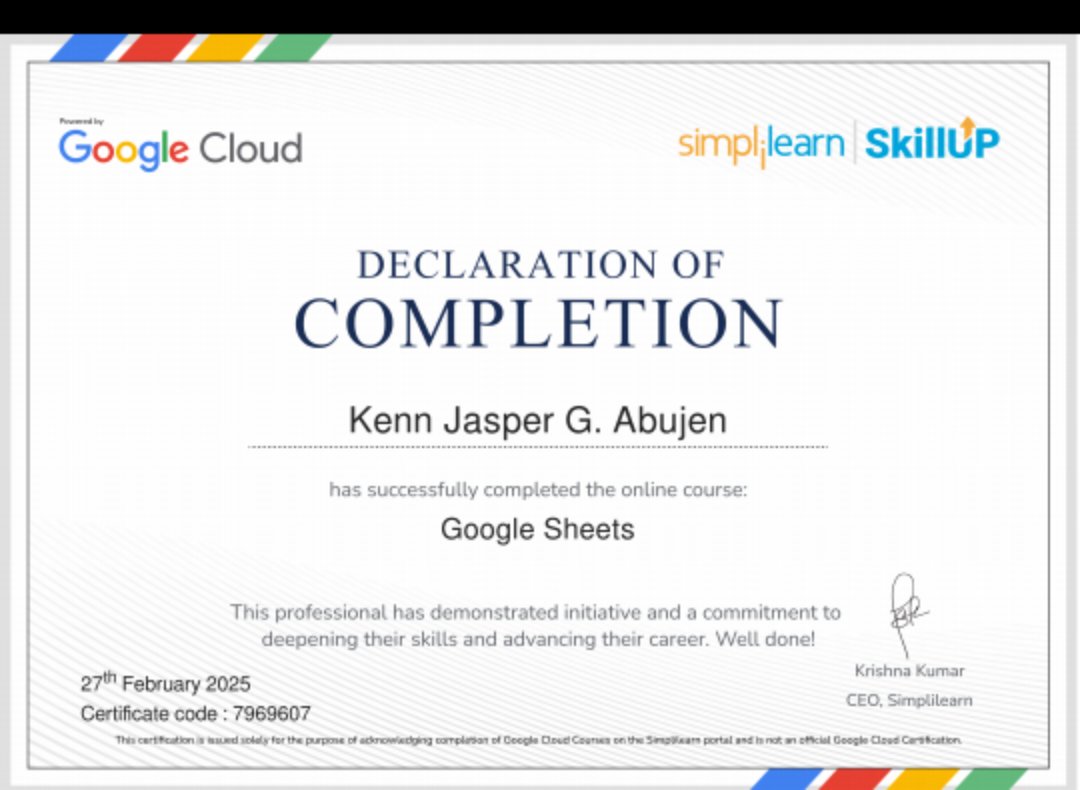 Powered by
Google Cloud
simplilearn | SkillUP
DECLARATION OF
COMPLETION
Kenn Jasper G. Abujen
has successfully completed the online course:
Google Sheets
This professional has demonstrated initiative and a commitment to
deepening their skills and advancing their career. Well done!
27th February 2025
Certificate code : 7969607
Krishna Kumar
CEO, Simplilearn
This certification is issued solely for the purpose of acknowledging completion of Google Cloud Courses on the Simplilearn portal and is not an official Google Cloud Certification.